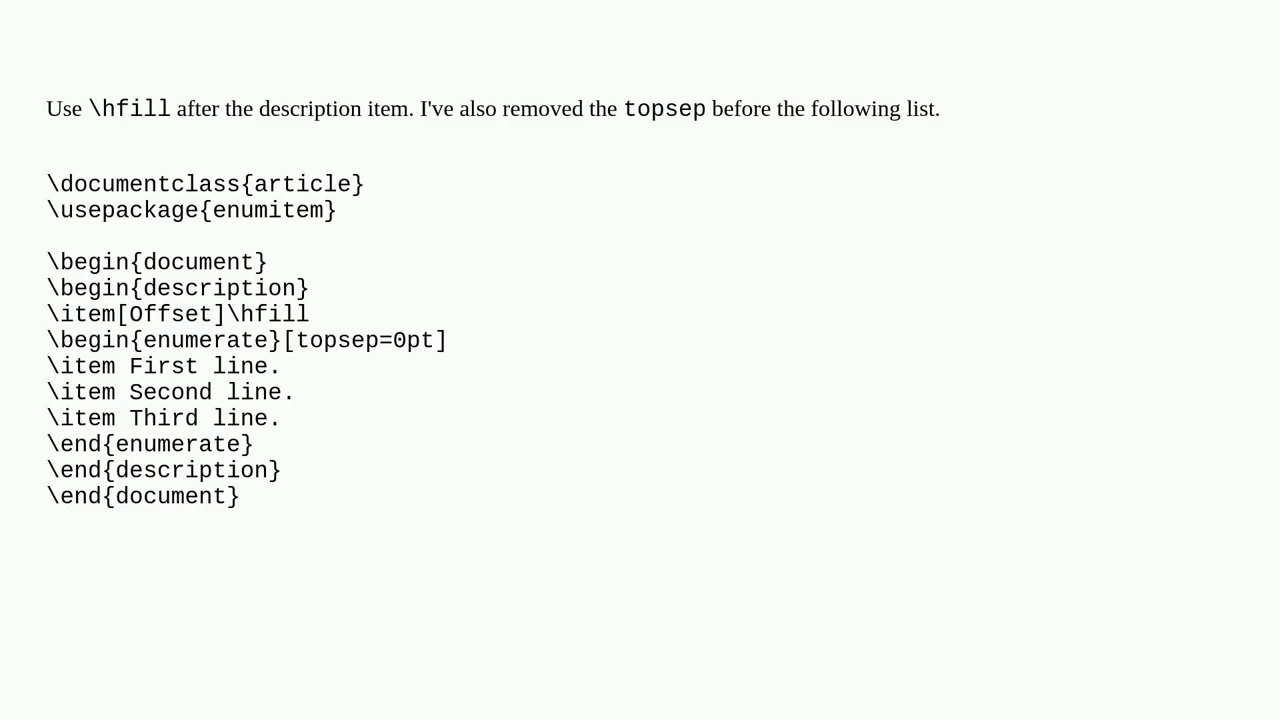 Use \hfill after the description item. I've also removed the topsep before the following list.
\documentclass{article}
\usepackage{enumitem}
\begin{document}
\begin{description}
\item[Offset]\hfill
\begin{enumerate}[topsep=0pt]
\item First line.
\item Second line.
\item Third line.
\end{enumerate}
\end{description}
\end{document}